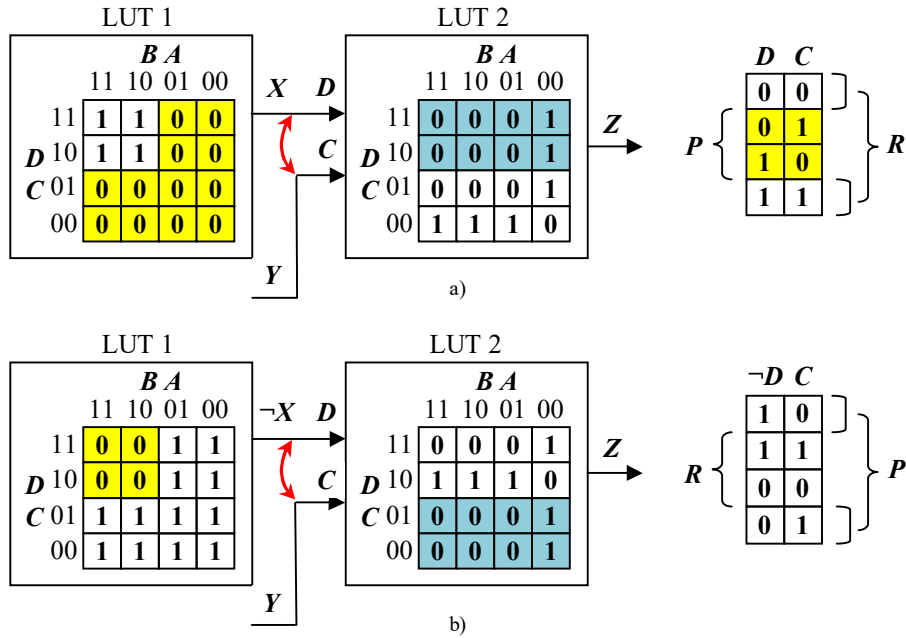 LUT 1 LUT 2
B A B A D C
11 10 01 00 X D 11 10 01 00
11 1 1 0 0 11 0 0 0 1 Z 0 0
D 10 1 1 0 0 C D 10 0 0 0 1 P 0 1 R
C 01 0 0 0 0 C 01 0 0 0 1 1 0
00 0 0 0 0 00 1 1 1 0 1 1
Y
a)
LUT 1 LUT 2
B A B A ¬D C
11 10 01 00 ¬X D 11 10 01 00 1 0
11 0 0 1 1 11 0 0 0 1 Z 1 1
D 10 0 0 1 1 C D 10 1 1 1 0 R 0 0 P
C 01 1 1 1 1 C 01 0 0 0 1 0 1
00 1 1 1 1 00 0 0 0 1
Y
b)